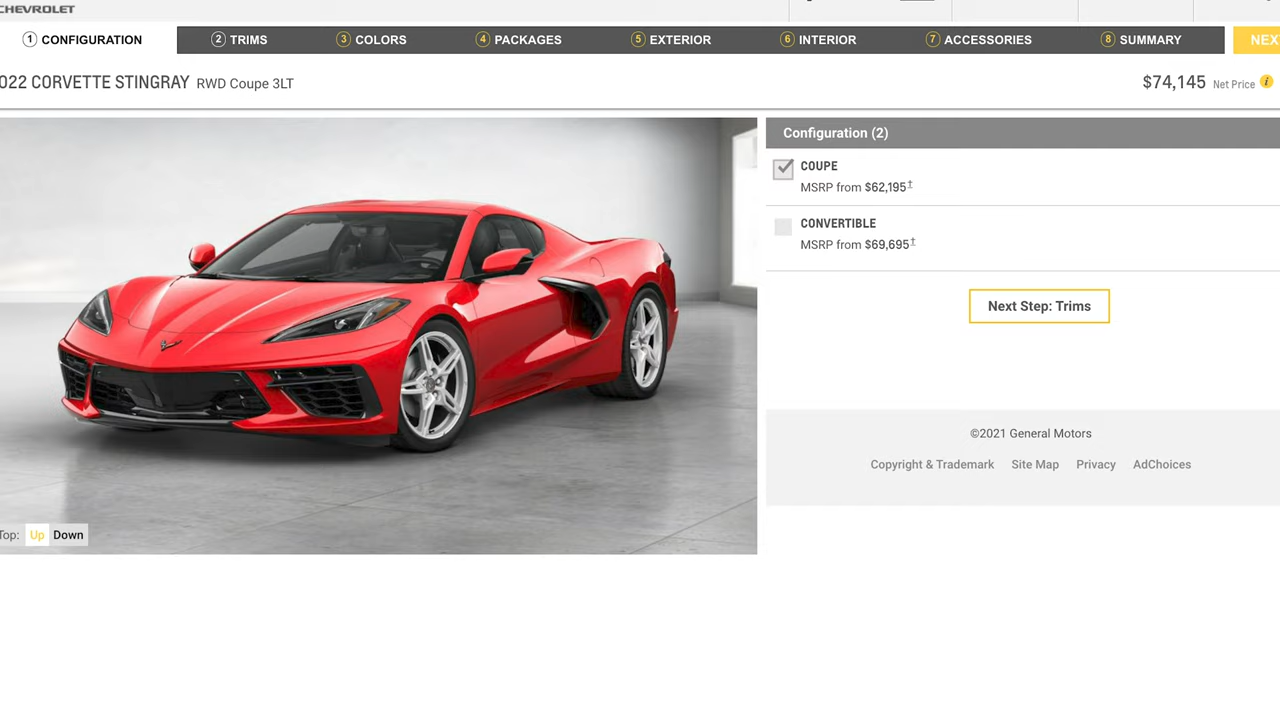 CHEVROLET
1 CONFIGURATION
2 TRIMS
3 COLORS
4 PACKAGES
5 EXTERIOR
6 INTERIOR
7 ACCESSORIES
8 SUMMARY
NEX
022 CORVETTE STINGRAY RWD Coupe 3LT
$74,145 Net Price i
Configuration (2)
COUPE
MSRP from $62,195†
CONVERTIBLE
MSRP from $69,695†
Next Step: Trims
©2021 General Motors
Copyright & Trademark Site Map Privacy AdChoices
Top: Up Down